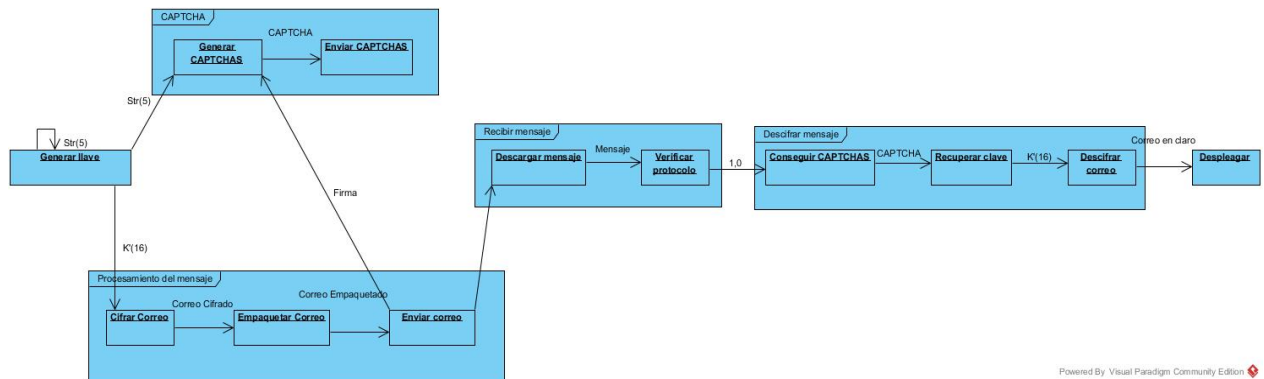 CAPTCHA
Generar
CAPTCHAS
CAPTCHA
Enviar CAPTCHAS
Str(5)
Str(5)
Generar llave
Firma
K'(16)
Recibir mensaje
Descargar mensaje
Mensaje
Verificar
protocolo
1,0
Descifrar mensaje
Conseguir CAPTCHAS
CAPTCHA
Recuperar clave
K'(16)
Descifrar
correo
Correo en claro
Despleagar
Procesamiento del mensaje
Cifrar Correo
Correo Cifrado
Empaquetar Correo
Correo Empaquetado
Enviar correo
Powered By Visual Paradigm Community Edition